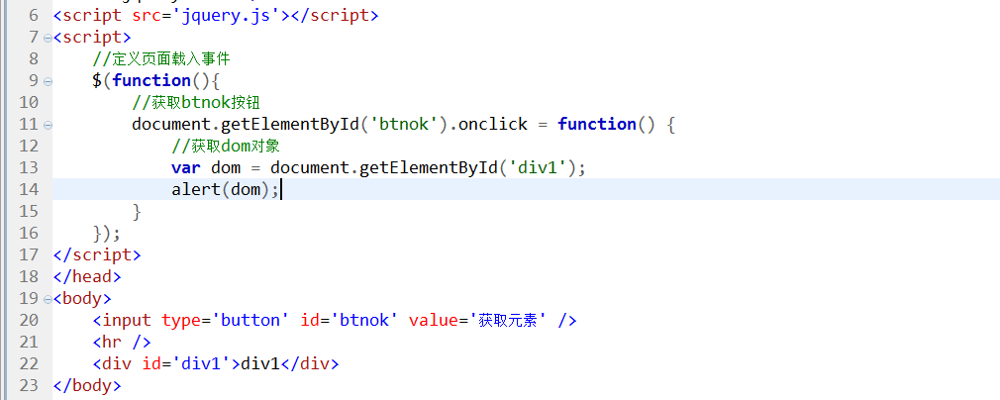 6 <script src='jquery.js'></script>
7 <script>
8 //定义页面载入事件
9 $(function(){
10 //获取btnok按钮
11 document.getElementById('btnok').onclick = function() {
12 //获取dom对象
13 var dom = document.getElementById('div1');
14 alert(dom);
15 }
16 });
17 </script>
18 </head>
19 <body>
20 <input type='button' id='btnok' value='获取元素' />
21 <hr />
22 <div id='div1'>div1</div>
23 </body>